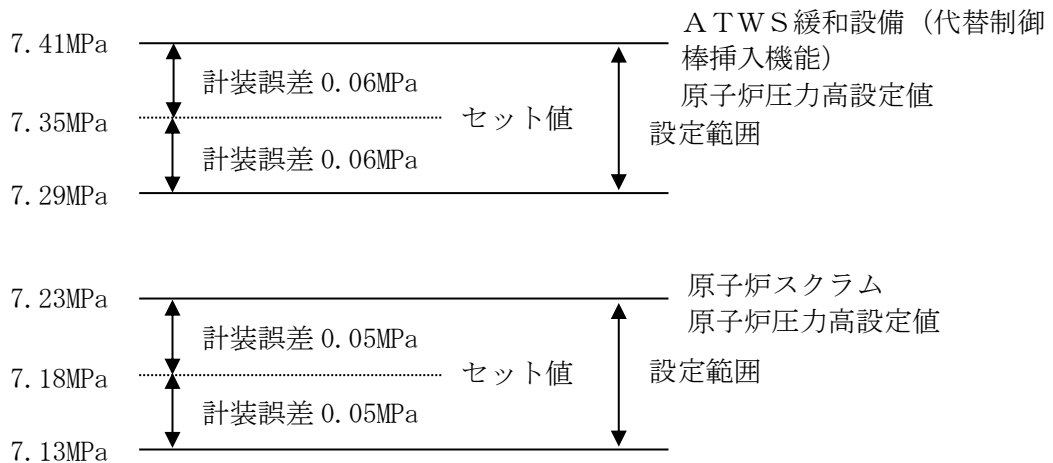 7.41MPa
ＡＴＷＳ緩和設備（代替制御
棒挿入機能）
原子炉圧力高設定値
計装誤差 0.06MPa
7.35MPa
セット値
設定範囲
計装誤差 0.06MPa
7.29MPa
7.23MPa
原子炉スクラム
原子炉圧力高設定値
計装誤差 0.05MPa
7.18MPa
セット値
設定範囲
計装誤差 0.05MPa
7.13MPa